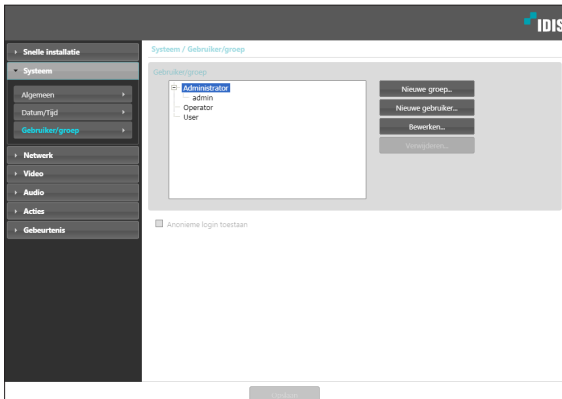 IDIS
Snelle installatie
Systeem
Algemeen
Datum/Tijd
Gebruiker/groep
Netwerk
Video
Audio
Acties
Gebeurtenis
Systeem / Gebruiker/groep
Gebruiker/groep
Administrator
admin
Operator
User
Nieuwe groep...
Nieuwe gebruiker...
Bewerken...
Verwijderen...
Anonieme login toestaan
Opslaan